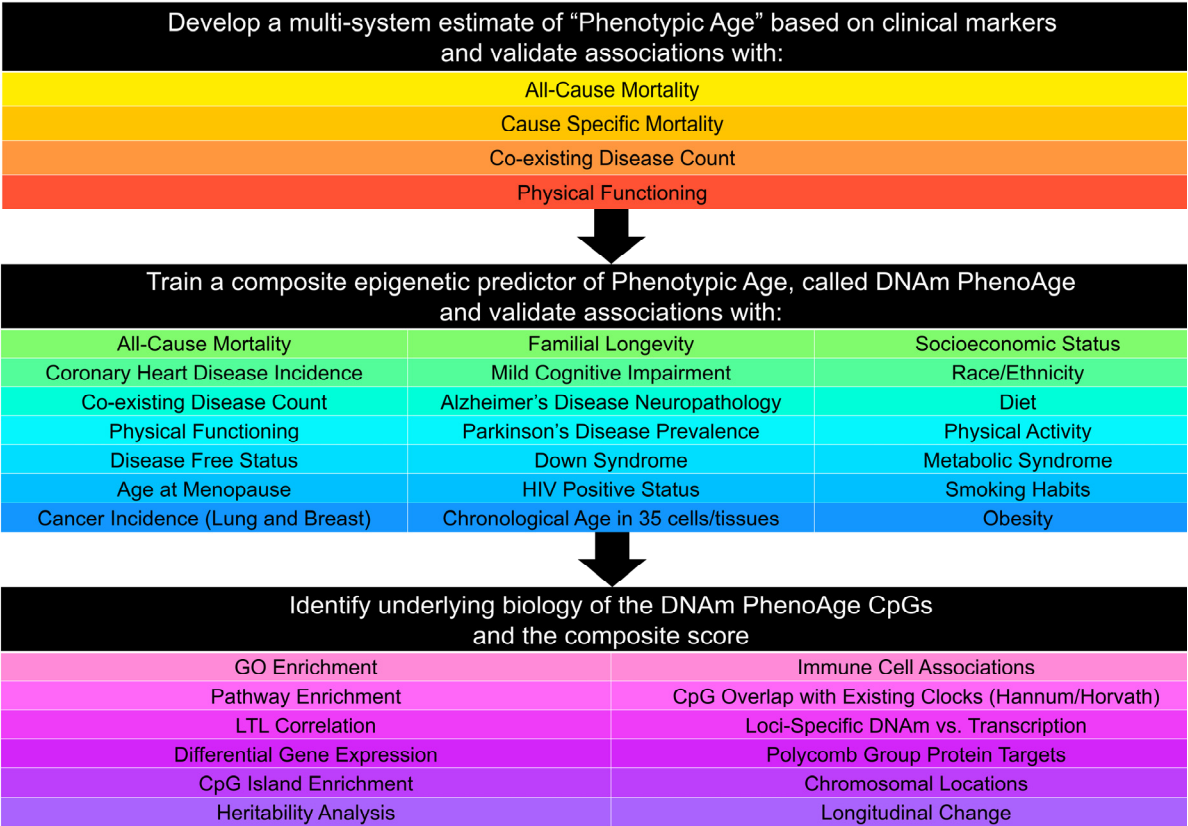 Develop a multi-system estimate of “Phenotypic Age” based on clinical markers
and validate associations with:
All-Cause Mortality
Cause Specific Mortality
Co-existing Disease Count
Physical Functioning
Train a composite epigenetic predictor of Phenotypic Age, called DNAm PhenoAge
and validate associations with:
All-Cause Mortality Familial Longevity Socioeconomic Status
Coronary Heart Disease Incidence Mild Cognitive Impairment Race/Ethnicity
Co-existing Disease Count Alzheimer’s Disease Neuropathology Diet
Physical Functioning Parkinson’s Disease Prevalence Physical Activity
Disease Free Status Down Syndrome Metabolic Syndrome
Age at Menopause HIV Positive Status Smoking Habits
Cancer Incidence (Lung and Breast) Chronological Age in 35 cells/tissues Obesity
Identify underlying biology of the DNAm PhenoAge CpGs
and the composite score
GO Enrichment Immune Cell Associations
Pathway Enrichment CpG Overlap with Existing Clocks (Hannum/Horvath)
LTL Correlation Loci-Specific DNAm vs. Transcription
Differential Gene Expression Polycomb Group Protein Targets
CpG Island Enrichment Chromosomal Locations
Heritability Analysis Longitudinal Change